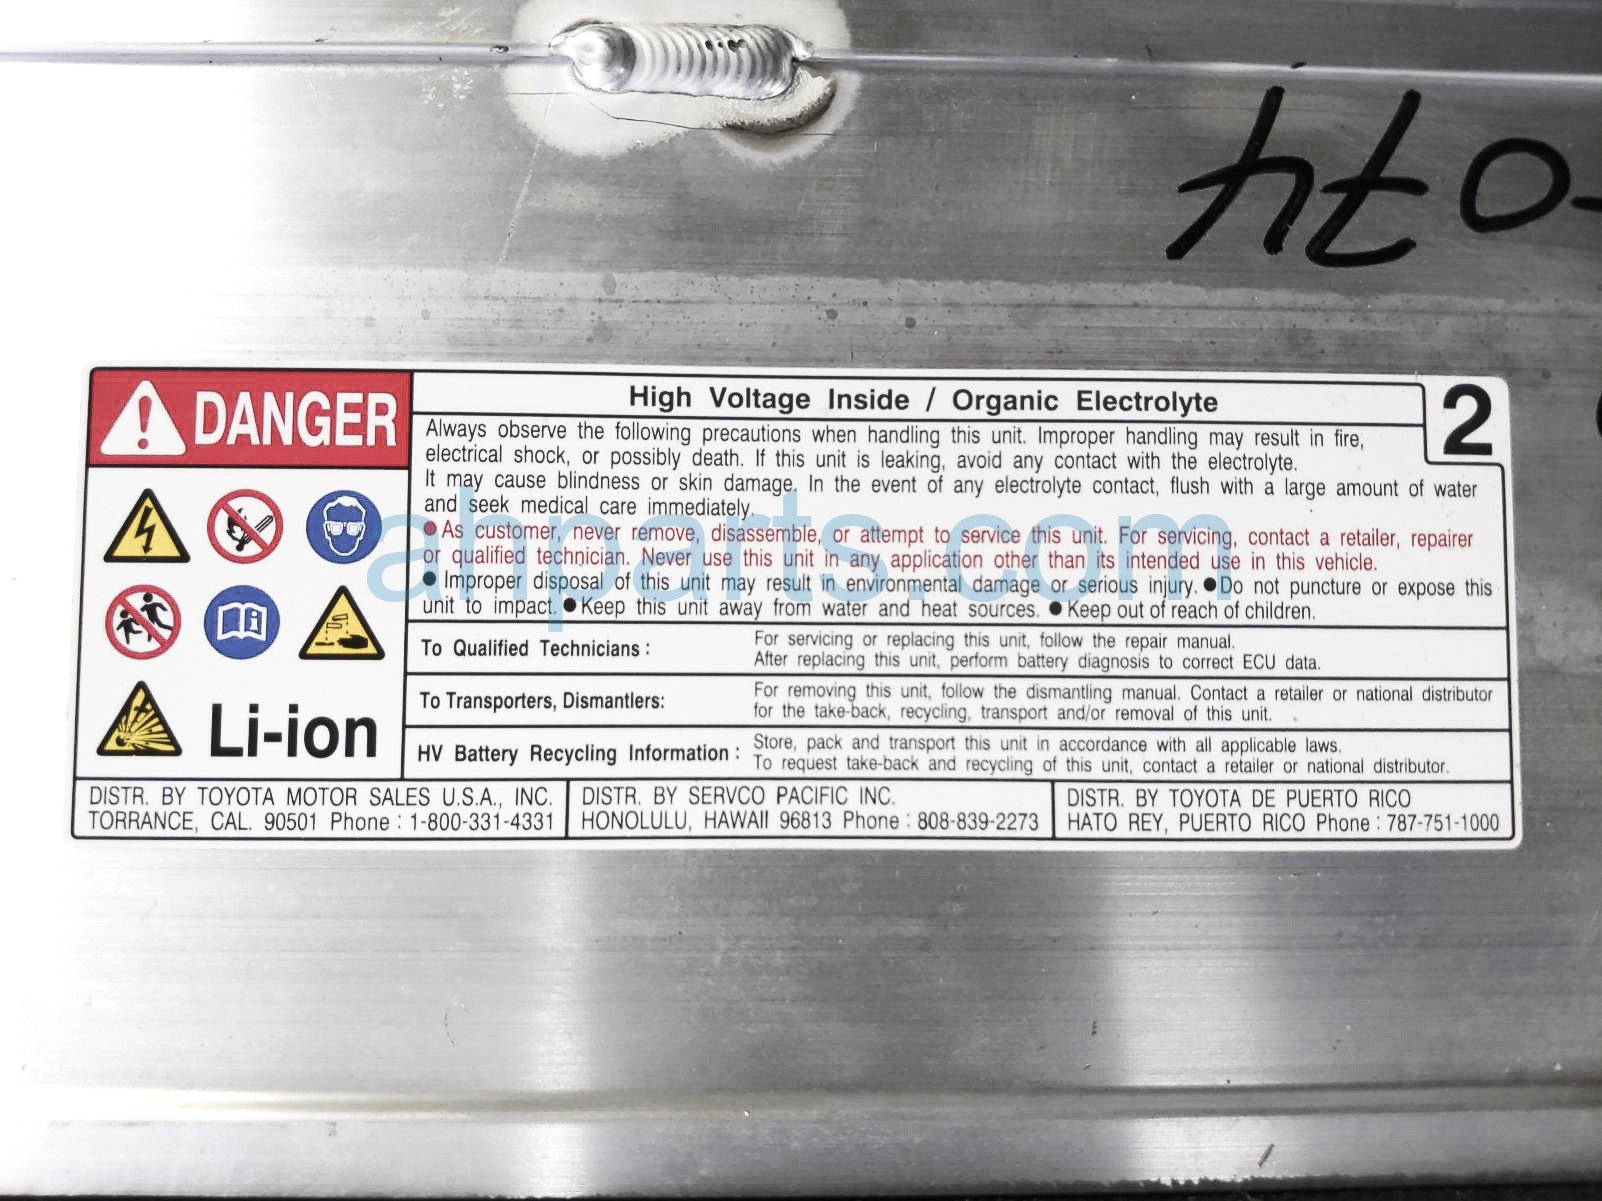 DANGER
Li-ion
High Voltage Inside / Organic Electrolyte
2
Always observe the following precautions when handling this unit. Improper handling may result in fire,
electrical shock, or possibly death. If this unit is leaking, avoid any contact with the electrolyte.
It may cause blindness or skin damage. In the event of any electrolyte contact, flush with a large amount of water
and seek medical care immediately.
●As customer, never remove, disassemble, or attempt to service this unit. For servicing, contact a retailer, repairer
or qualified technician. Never use this unit in any application other than its intended use in this vehicle.
●Improper disposal of this unit may result in environmental damage or serious injury. ●Do not puncture or expose this
unit to impact. ●Keep this unit away from water and heat sources. ●Keep out of reach of children.
To Qualified Technicians : For servicing or replacing this unit, follow the repair manual.
After replacing this unit, perform battery diagnosis to correct ECU data.
To Transporters, Dismantlers: For removing this unit, follow the dismantling manual. Contact a retailer or national distributor
for the take-back, recycling, transport and/or removal of this unit.
HV Battery Recycling Information : Store, pack and transport this unit in accordance with all applicable laws.
To request take-back and recycling of this unit, contact a retailer or national distributor.
DISTR. BY TOYOTA MOTOR SALES U.S.A., INC.
TORRANCE, CAL. 90501 Phone : 1-800-331-4331
DISTR. BY SERVCO PACIFIC INC.
HONOLULU, HAWAII 96813 Phone : 808-839-2273
DISTR. BY TOYOTA DE PUERTO RICO
HATO REY, PUERTO RICO Phone : 787-751-1000
ahparts.com